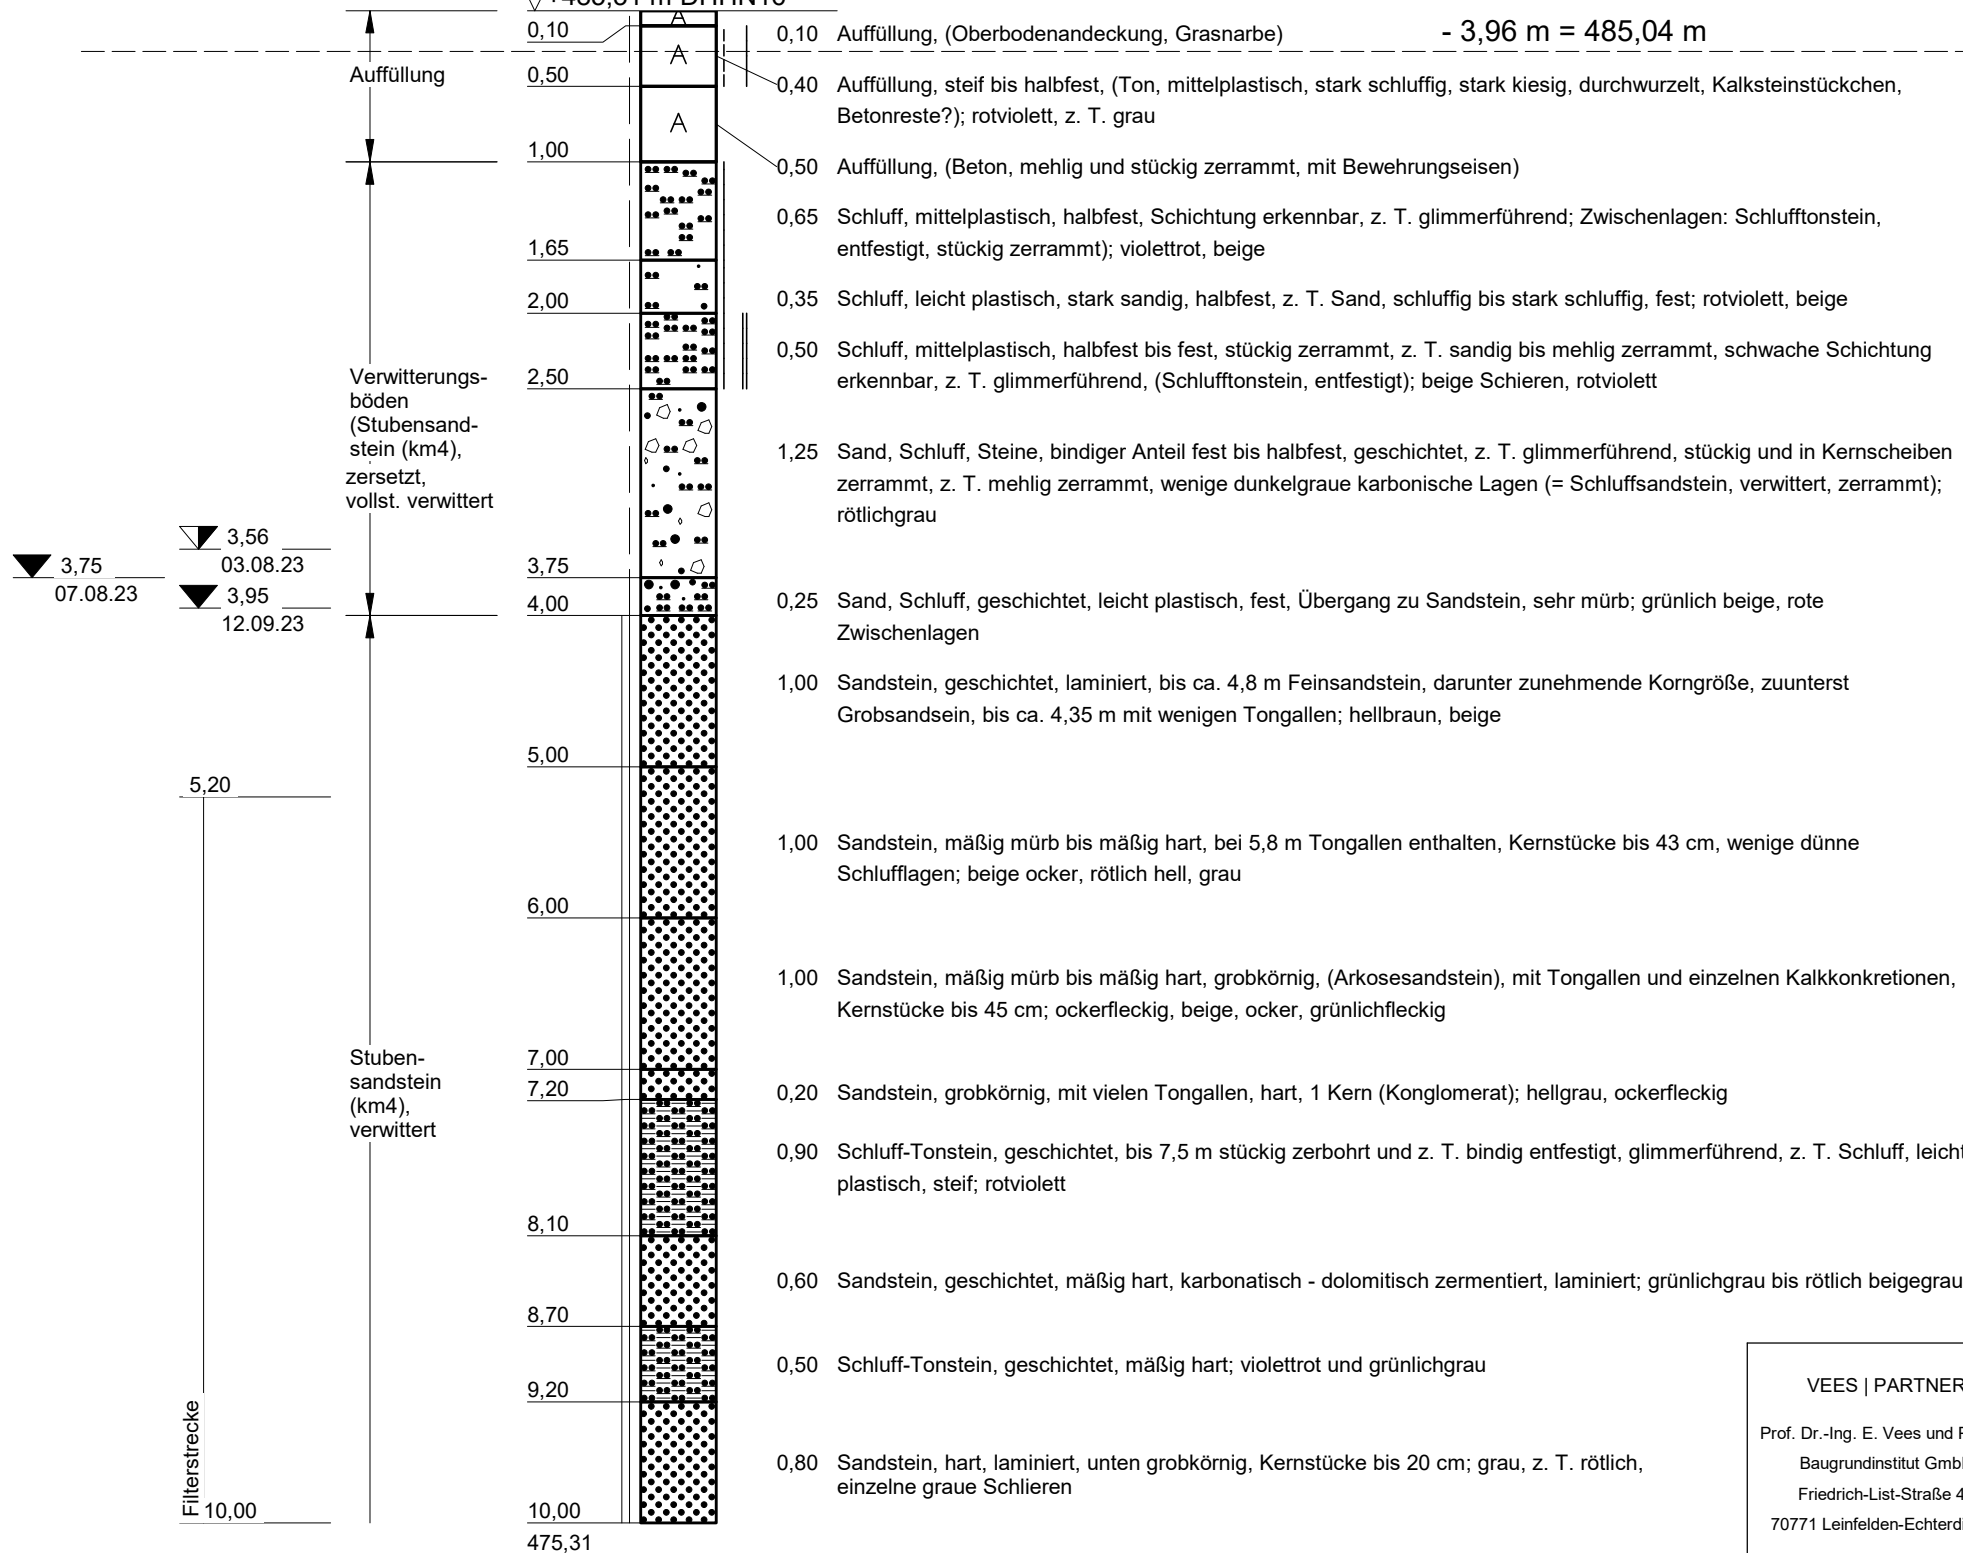 0,10
0,10 Auffüllung, (Oberbodenandeckung, Grasnarbe)
- 3,96 m = 485,04 m
A
A
Auffüllung
0,50
0,40 Auffüllung, steif bis halbfest, (Ton, mittelplastisch, stark schluffig, stark kiesig, durchwurzelt, Kalksteinstückchen,
Betonreste?); rotviolett, z. T. grau
A
1,00
0,50 Auffüllung, (Beton, mehlig und stückig zerrammt, mit Bewehrungseisen)
0,65 Schluff, mittelplastisch, halbfest, Schichtung erkennbar, z. T. glimmerführend; Zwischenlagen: Schlufftonstein,
entfestigt, stückig zerrammt); violettrot, beige
1,65
0,35 Schluff, leicht plastisch, stark sandig, halbfest, z. T. Sand, schluffig bis stark schluffig, fest; rotviolett, beige
2,00
0,50 Schluff, mittelplastisch, halbfest bis fest, stückig zerrammt, z. T. sandig bis mehlig zerrammt, schwache Schichtung
erkennbar, z. T. glimmerführend, (Schlufftonstein, entfestigt); beige Schieren, rotviolett
2,50
Verwitterungs-
böden
(Stubensand-
stein (km4),
zersetzt,
vollst. verwittert
1,25 Sand, Schluff, Steine, bindiger Anteil fest bis halbfest, geschichtet, z. T. glimmerführend, stückig und in Kernscheiben
zerrammt, z. T. mehlig zerrammt, wenige dunkelgraue karbonische Lagen (= Schluffsandstein, verwittert, zerrammt);
rötlichgrau
3,56
03.08.23
3,75
07.08.23
3,95
12.09.23
3,75
4,00
0,25 Sand, Schluff, geschichtet, leicht plastisch, fest, Übergang zu Sandstein, sehr mürb; grünlich beige, rote
Zwischenlagen
1,00 Sandstein, geschichtet, laminiert, bis ca. 4,8 m Feinsandstein, darunter zunehmende Korngröße, zuunterst
Grobsandsein, bis ca. 4,35 m mit wenigen Tongallen; hellbraun, beige
5,00
5,20
1,00 Sandstein, mäßig mürb bis mäßig hart, bei 5,8 m Tongallen enthalten, Kernstücke bis 43 cm, wenige dünne
Schlufflagen; beige ocker, rötlich hell, grau
6,00
1,00 Sandstein, mäßig mürb bis mäßig hart, grobkörnig, (Arkosesandstein), mit Tongallen und einzelnen Kalkkonkretionen,
Kernstücke bis 45 cm; ockerfleckig, beige, ocker, grünlichfleckig
7,00
Stuben-
sandstein
(km4),
verwittert
7,20
0,20 Sandstein, grobkörnig, mit vielen Tongallen, hart, 1 Kern (Konglomerat); hellgrau, ockerfleckig
0,90 Schluff-Tonstein, geschichtet, bis 7,5 m stückig zerbohrt und z. T. bindig entfestigt, glimmerführend, z. T. Schluff, leicht
plastisch, steif; rotviolett
8,10
0,60 Sandstein, geschichtet, mäßig hart, karbonatisch - dolomitisch zermentiert, laminiert; grünlichgrau bis rötlich beigegrau
8,70
0,50 Schluff-Tonstein, geschichtet, mäßig hart; violettrot und grünlichgrau
9,20
0,80 Sandstein, hart, laminiert, unten grobkörnig, Kernstücke bis 20 cm; grau, z. T. rötlich,
einzelne graue Schlieren
Filterstrecke
10,00
10,00
475,31
VEES | PARTNER
Prof. Dr.-Ing. E. Vees und
Baugrundinstitut
Friedrich-List-Straße 4
70771